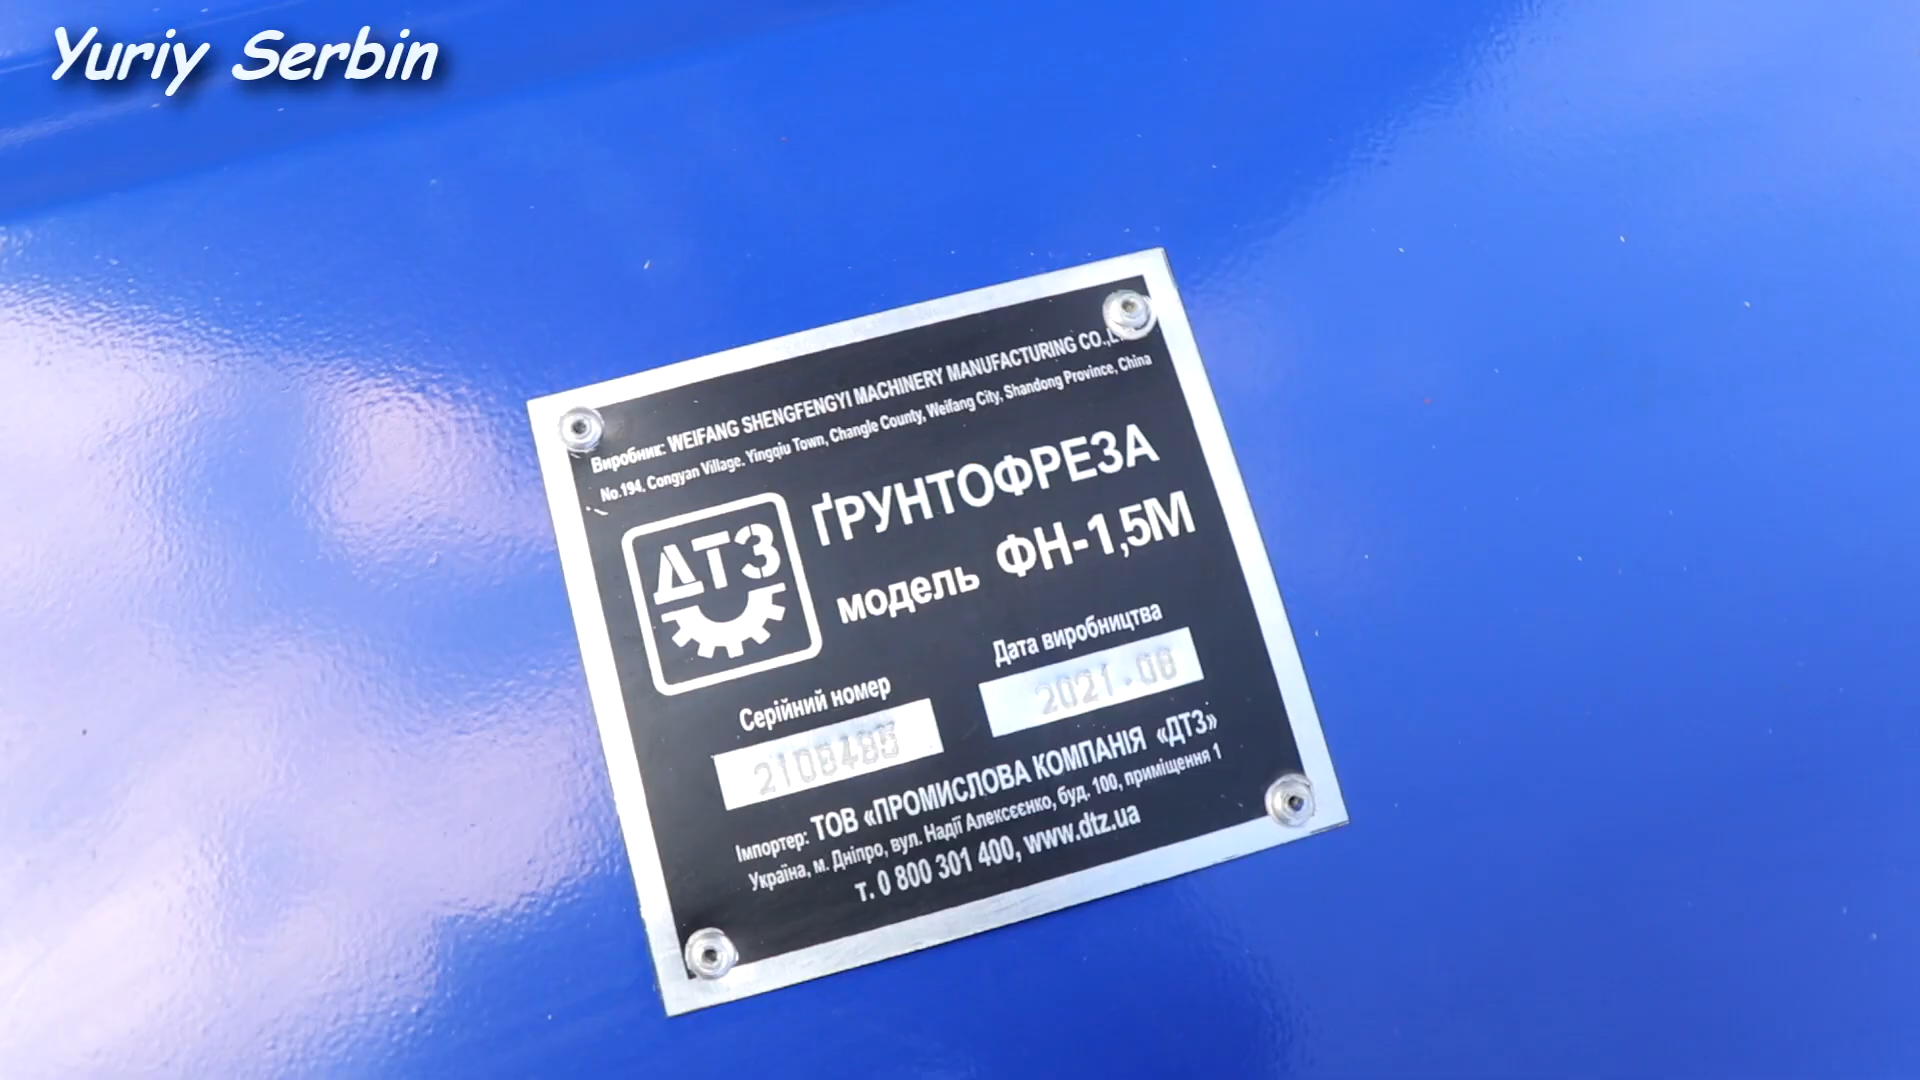 Yuriy Serbin
Виробник: WEIFANG SHENGFENGYI MACHINERY MANUFACTURING CO.,
No.194, Congyan Village. Yingqiu Town, Changle County, Weifang City, Shandong Province, China
ДТЗ
ҐРУНТОФРЕЗА
модель ФН-1,5М
Серійний номер
Дата виробництва
2021.08
Імпортер: ТОВ «ПРОМИСЛОВА КОМПАНІЯ «ДТЗ»
Україна, м. Дніпро, вул. Надії Алексєєнко, буд. 100, приміщення 1
т. 0 800 301 400, www.dtz.ua